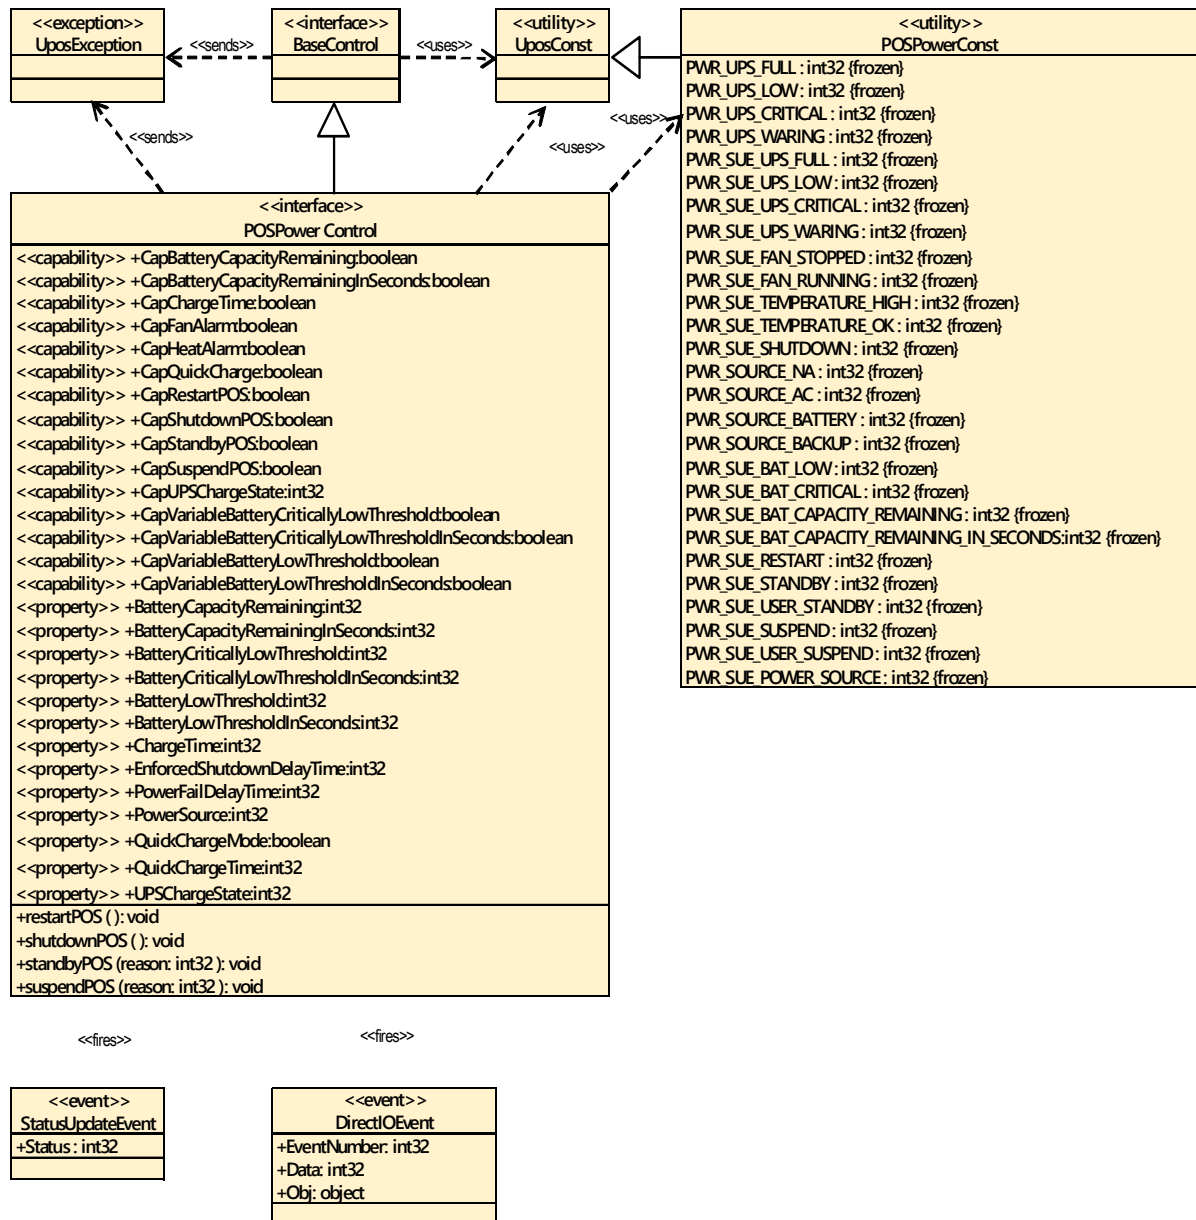 <<exception>>
UposException
<<sends>>
<<interface>>
BaseControl
<<uses>>
<<utility>>
UposConst
<<utility>>
POSPowerConst
PWR_UPS_FULL : int32 {frozen}
PWR_UPS_LOW : int32 {frozen}
PWR_UPS_CRITICAL : int32 {frozen}
PWR_UPS_WARING : int32 {frozen}
PWR_SUE_UPS_FULL : int32 {frozen}
PWR_SUE_UPS_LOW : int32 {frozen}
PWR_SUE_UPS_CRITICAL : int32 {frozen}
PWR_SUE_UPS_WARING : int32 {frozen}
PWR_SUE_FAN_STOPPED : int32 {frozen}
PWR_SUE_FAN_RUNNING : int32 {frozen}
PWR_SUE_TEMPERATURE_HIGH : int32 {frozen}
PWR_SUE_TEMPERATURE_OK : int32 {frozen}
PWR_SUE_SHUTDOWN : int32 {frozen}
PWR_SOURCE_NA : int32 {frozen}
PWR_SOURCE_AC : int32 {frozen}
PWR_SOURCE_BATTERY : int32 {frozen}
PWR_SOURCE_BACKUP : int32 {frozen}
PWR_SUE_BAT_LOW : int32 {frozen}
PWR_SUE_BAT_CRITICAL : int32 {frozen}
PWR_SUE_BAT_CAPACITY_REMAINING : int32 {frozen}
PWR_SUE_BAT_CAPACITY_REMAINING_IN_SECONDS:int32 {frozen}
PWR_SUE_RESTART : int32 {frozen}
PWR_SUE_STANDBY : int32 {frozen}
PWR_SUE_USER_STANDBY : int32 {frozen}
PWR_SUE_SUSPEND : int32 {frozen}
PWR_SUE_USER_SUSPEND : int32 {frozen}
PWR_SUE_POWER_SOURCE : int32 {frozen}
<<sends>>
<<uses>>
<<uses>>
<<interface>>
POSPower Control
<<capability>> +CapBatteryCapacityRemaining:boolean
<<capability>> +CapBatteryCapacityRemainingInSeconds:boolean
<<capability>> +CapChargeTime:boolean
<<capability>> +CapFanAlarm:boolean
<<capability>> +CapHeatAlarm:boolean
<<capability>> +CapQuickCharge:boolean
<<capability>> +CapRestartPOS:boolean
<<capability>> +CapShutdownPOS:boolean
<<capability>> +CapStandbyPOS:boolean
<<capability>> +CapSuspendPOS:boolean
<<capability>> +CapUPSChargeState:int32
<<capability>> +CapVariableBatteryCriticallyLowThreshold:boolean
<<capability>> +CapVariableBatteryCriticallyLowThresholdInSeconds:boolean
<<capability>> +CapVariableBatteryLowThreshold:boolean
<<capability>> +CapVariableBatteryLowThresholdInSeconds:boolean
<<property>> +BatteryCapacityRemaining:int32
<<property>> +BatteryCapacityRemainingInSeconds:int32
<<property>> +BatteryCriticallyLowThreshold:int32
<<property>> +BatteryCriticallyLowThresholdInSeconds:int32
<<property>> +BatteryLowThreshold:int32
<<property>> +BatteryLowThresholdInSeconds:int32
<<property>> +ChargeTime:int32
<<property>> +EnforcedShutdownDelayTime:int32
<<property>> +PowerFailDelayTime:int32
<<property>> +PowerSource:int32
<<property>> +QuickChargeMode:boolean
<<property>> +QuickChargeTime:int32
<<property>> +UPSChargeState:int32
+restartPOS ( ): void
+shutdownPOS ( ): void
+standbyPOS (reason: int32 ): void
+suspendPOS (reason: int32 ): void
<<fires>>
<<fires>>
<<event>>
StatusUpdateEvent
+Status : int32
<<event>>
DirectIOEvent
+EventNumber: int32
+Data: int32
+Obj: object